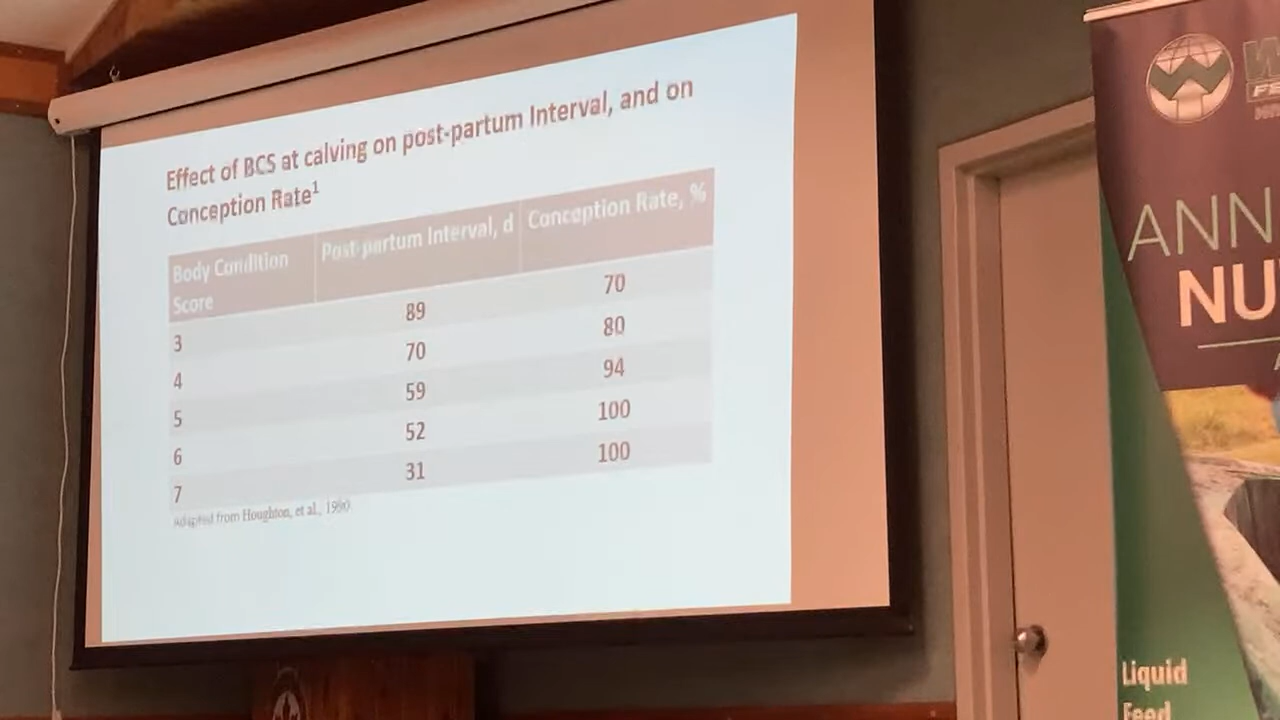 Effect of BCS at calving on post-partum Interval, and on
Conception Rate¹
Body Condition
Score
Post-partum Interval, d
Conception Rate, %
3 89 70
4 70 80
5 59 94
6 52 100
7 31 100
Adapted from Houghton, et al., 1990
W
ANN
NU
Liquid
Feed